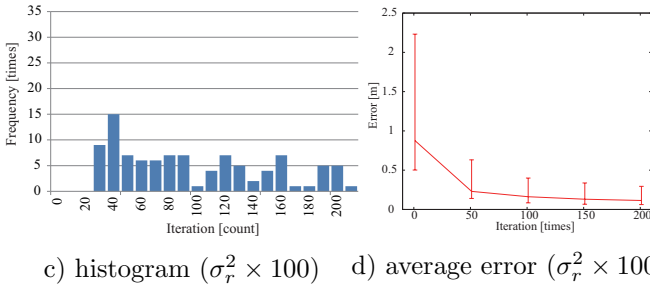 35
30
25
20
15
10
5
0
Frequency [times]
0 20 40 60 80 100 120 140 160 180 200
Iteration [count]
2.5
2
1.5
1
0.5
0
Error [m]
0 50 100 150 200
Iteration [times]
c) histogram (σ_r^2 × 100)
d) average error (σ_r^2 × 100